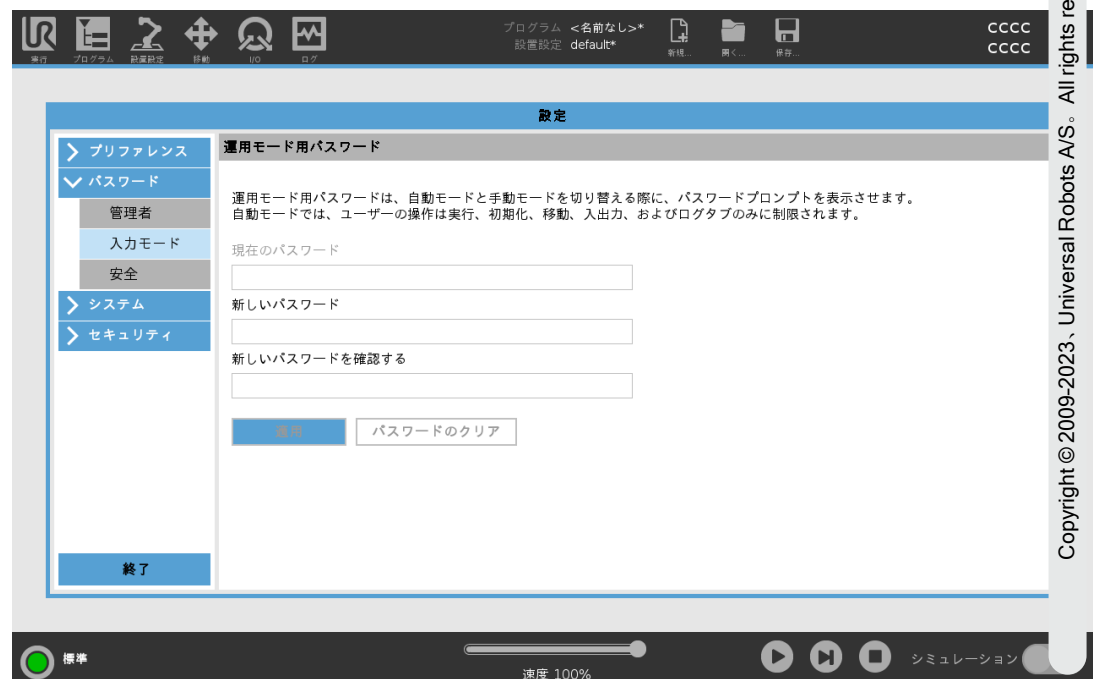 プログラム <名前なし>*
設置設定 default*
新規...
開く...
保存...
CCCC
CCCC
実行
プログラム
設置設定
移動
I/O
ログ
設定
プリファレンス
パスワード
管理者
入力モード
安全
システム
セキュリティ
終了
運用モード用パスワード
運用モード用パスワードは、自動モードと手動モードを切り替える際に、パスワードプロンプトを表示させます。
自動モードでは、ユーザーの操作は実行、初期化、移動、入出力、およびログタブのみに制限されます。
現在のパスワード
新しいパスワード
新しいパスワードを確認する
適用
パスワードのクリア
標準
速度 100%
シミュレーション
Copyright © 2009-2023、Universal Robots A/S。All rights re